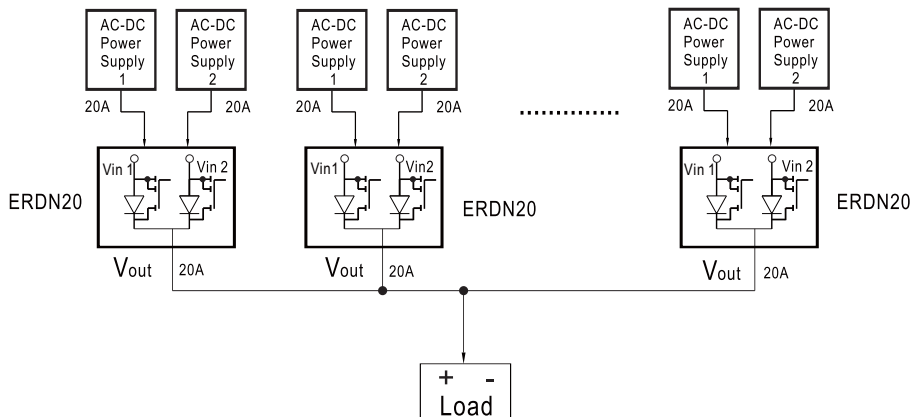 AC-DC
Power
Supply
1
AC-DC
Power
Supply
2
AC-DC
Power
Supply
1
AC-DC
Power
Supply
2
AC-DC
Power
Supply
1
AC-DC
Power
Supply
2
20A
20A
20A
20A
20A
20A
Vin 1
Vin 2
Vin1
Vin2
Vin 1
Vin 2
ERDN20
ERDN20
ERDN20
Vout
20A
Vout
20A
Vout
20A
+ -
Load